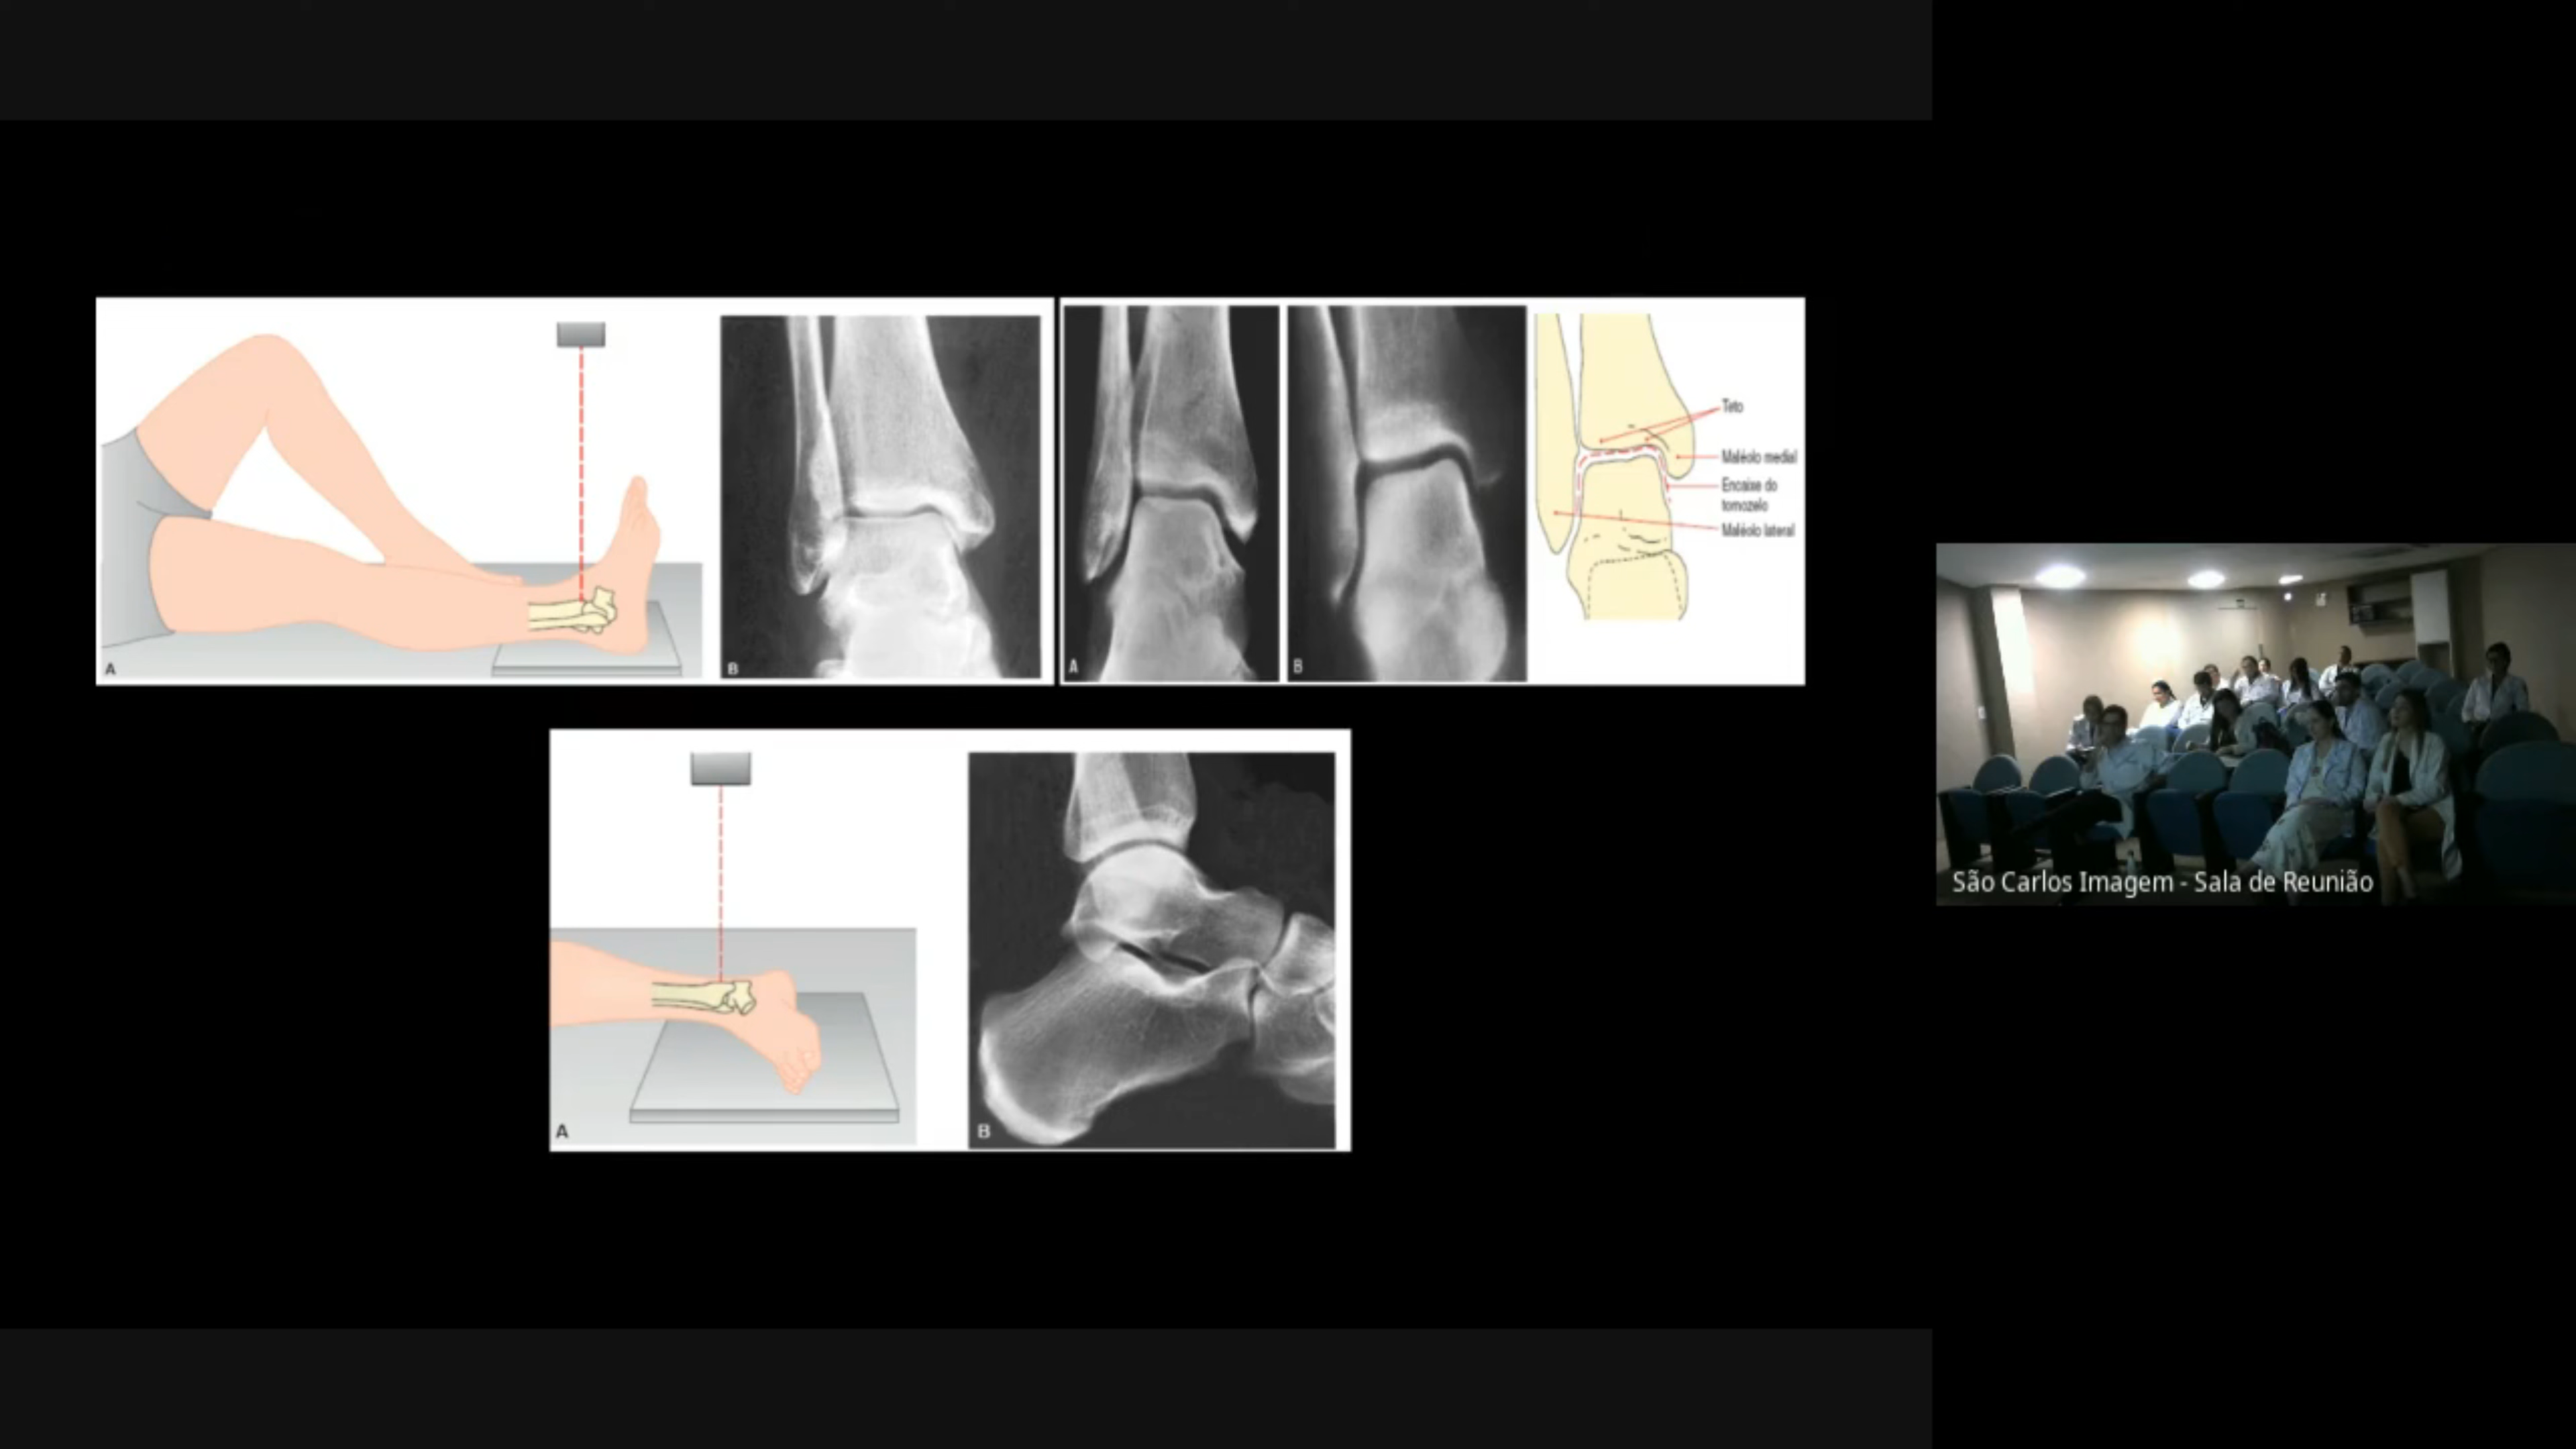 A
B
A
B
Teto
Maléolo medial
Encaixe do
tornozelo
Maléolo lateral
A
B
São Carlos Imagem - Sala de Reunião